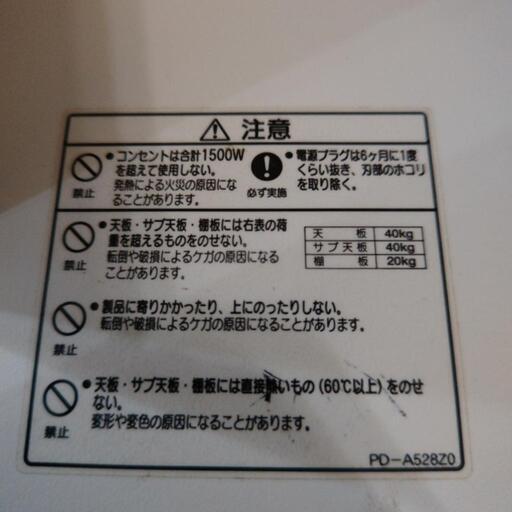 注意
禁止
● コンセントは合計1500W
を超えて使用しない。
発熱による火災の原因にな
ることがあります。
必ず実施
● 電源プラグは6ヶ月に1度
くらい抜き、刃部のホコリ
を取り除く。
禁止
● 天板・サブ天板・棚板には右表の荷
重を超えるものをのせない。
転倒や破損によるケガの原因になる
ことがあります。
天板 40kg
サブ天板 40kg
棚板 20kg
禁止
● 製品に寄りかかったり、上にのったりしない。
転倒や破損によるケガの原因になることがあります。
禁止
● 天板・サブ天板・棚板には直接熱いもの(60℃以上)をのせ
ない。
変形や変色の原因になることがあります。
PD-A528Z0